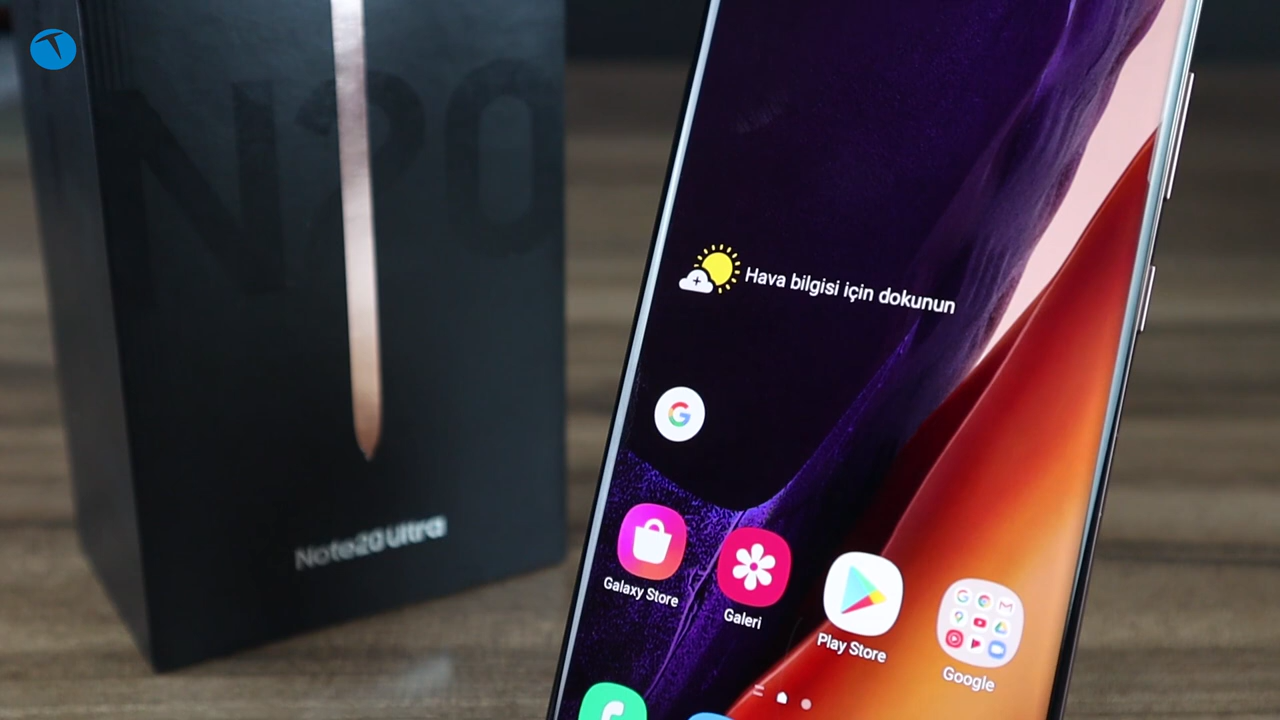 N20
Note20 Ultra
Hava bilgisi için dokunun
Galaxy Store
Galeri
Play Store
Google